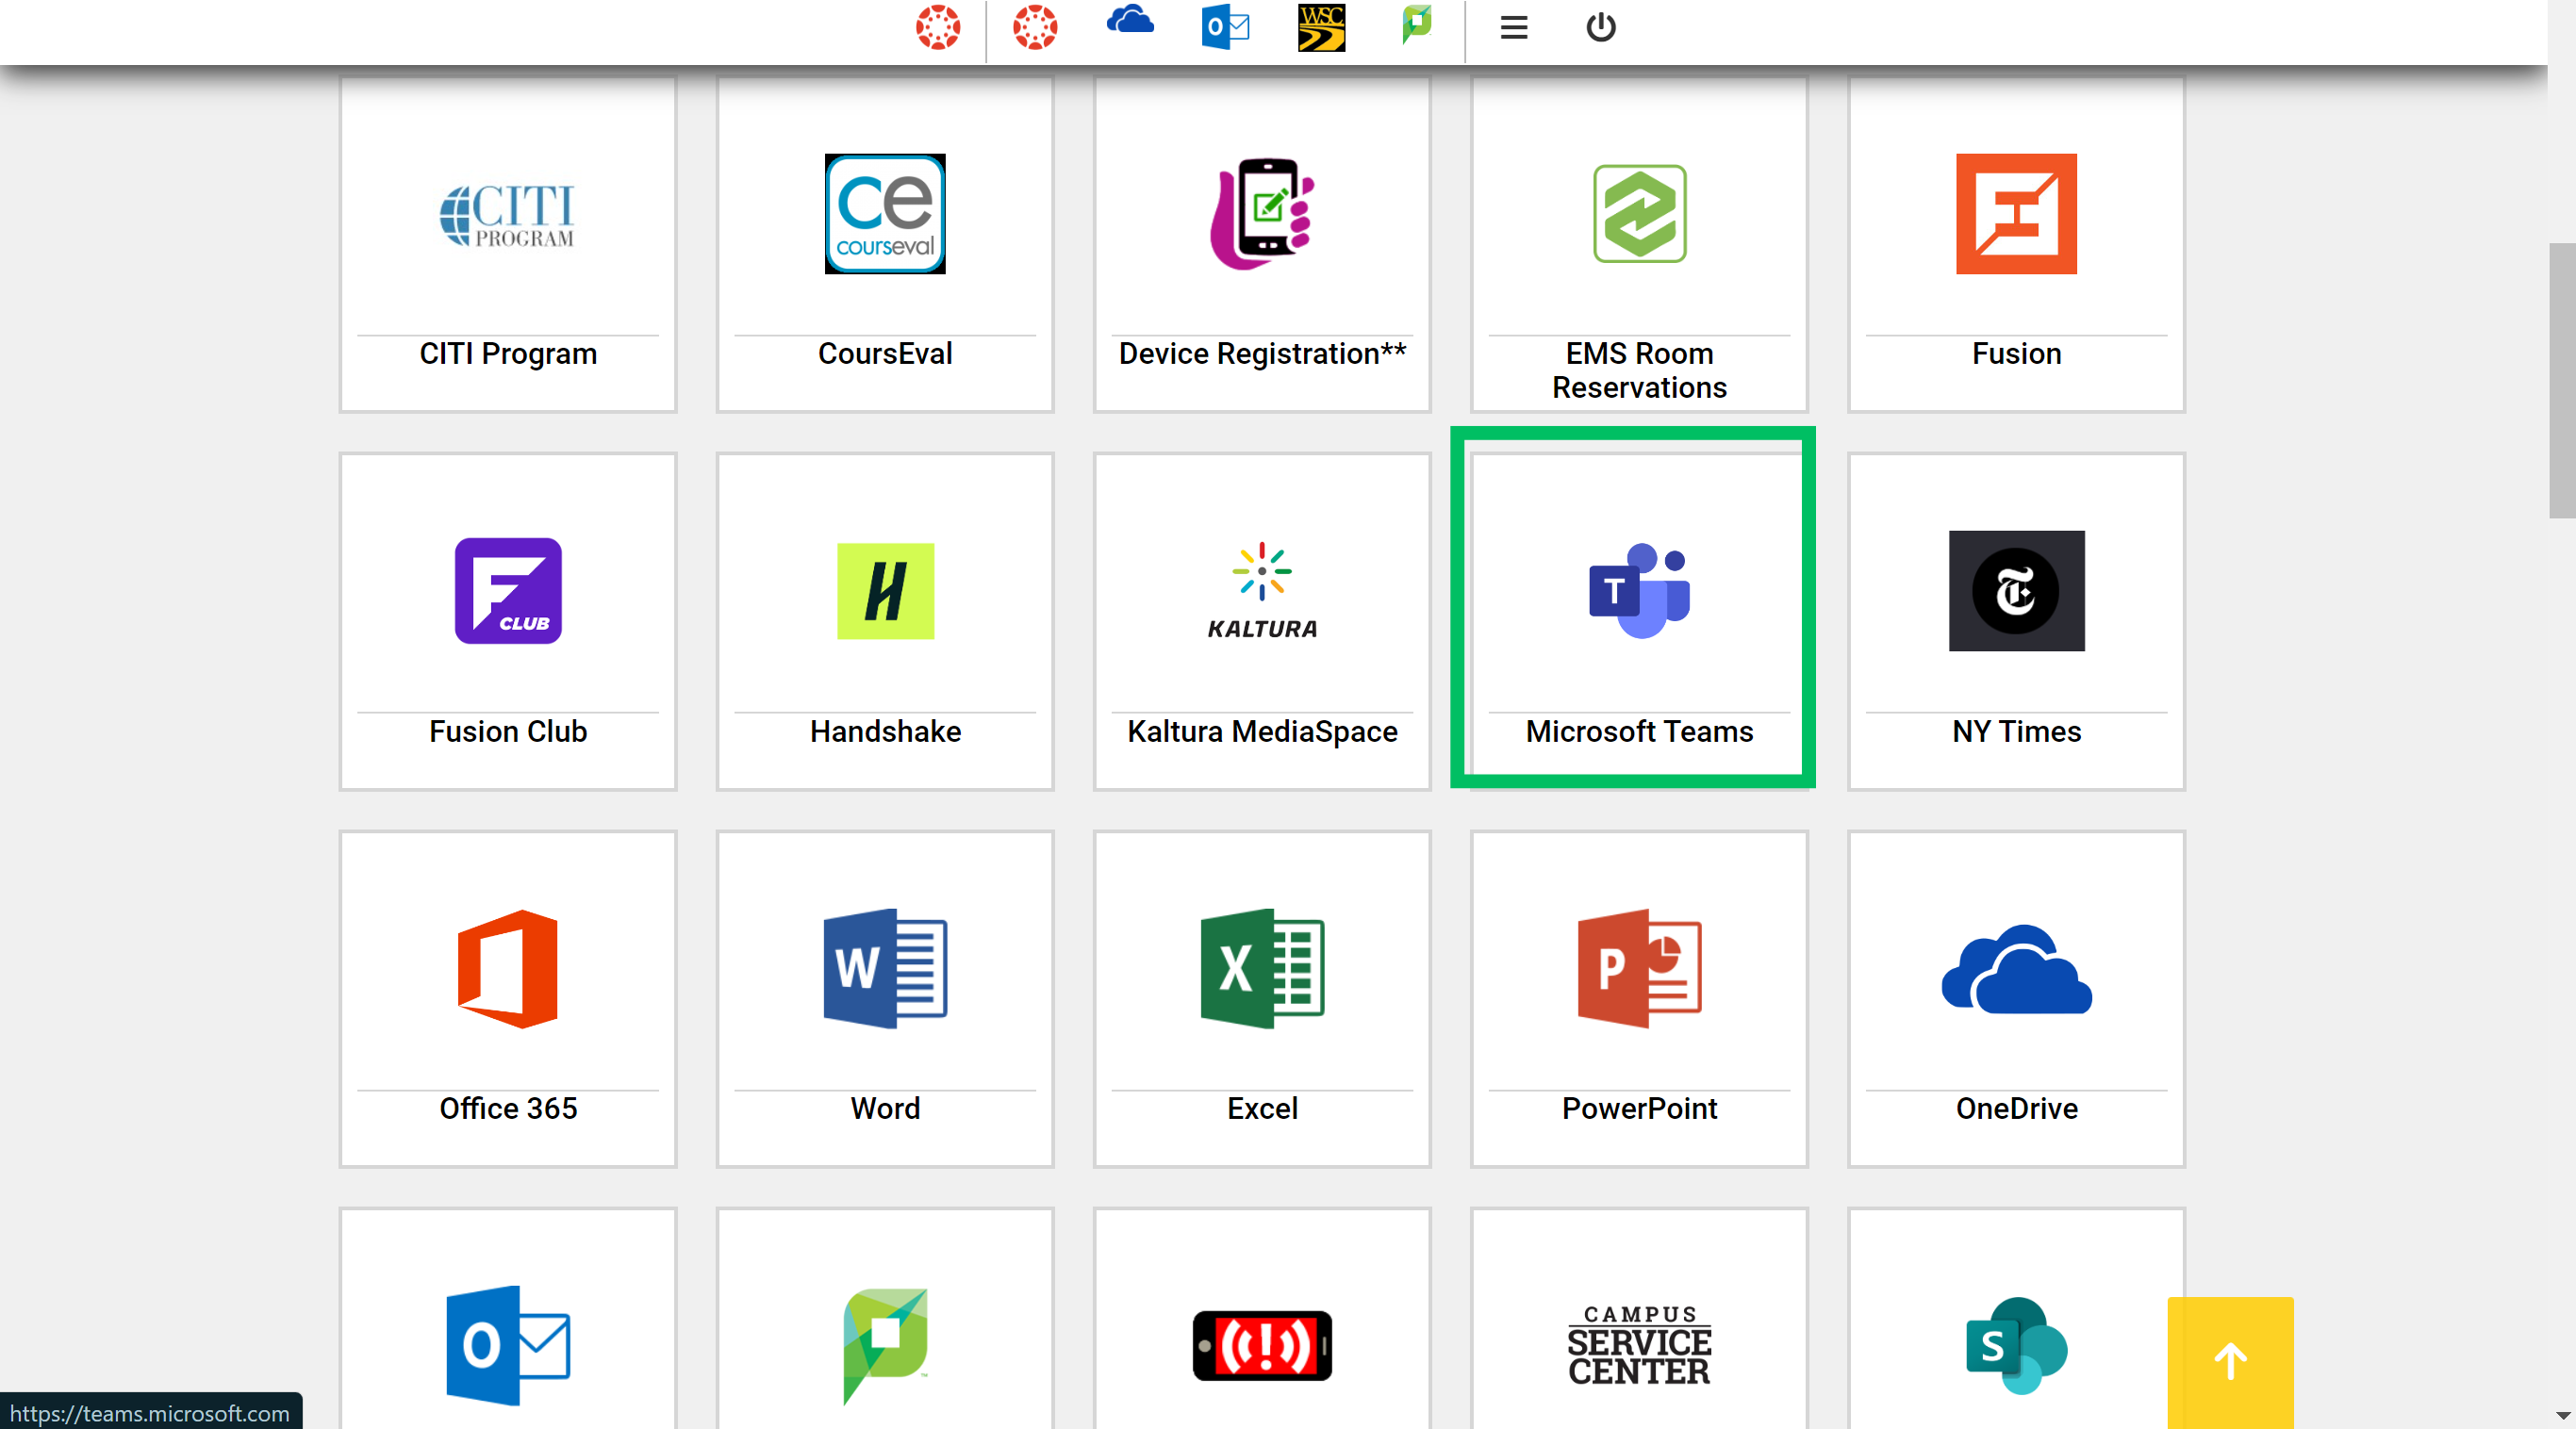 WSC
CITI
PROGRAM
CITI Program
ce
courseval
CoursEval
Device Registration**
EMS Room
Reservations
Fusion
F
CLUB
Fusion Club
H
Handshake
KALTURA
Kaltura MediaSpace
T
Microsoft Teams
T
NY Times
Office 365
W
Word
X
Excel
P
PowerPoint
OneDrive
O
(!)
CAMPUS
SERVICE
CENTER
S
https://teams.microsoft.com